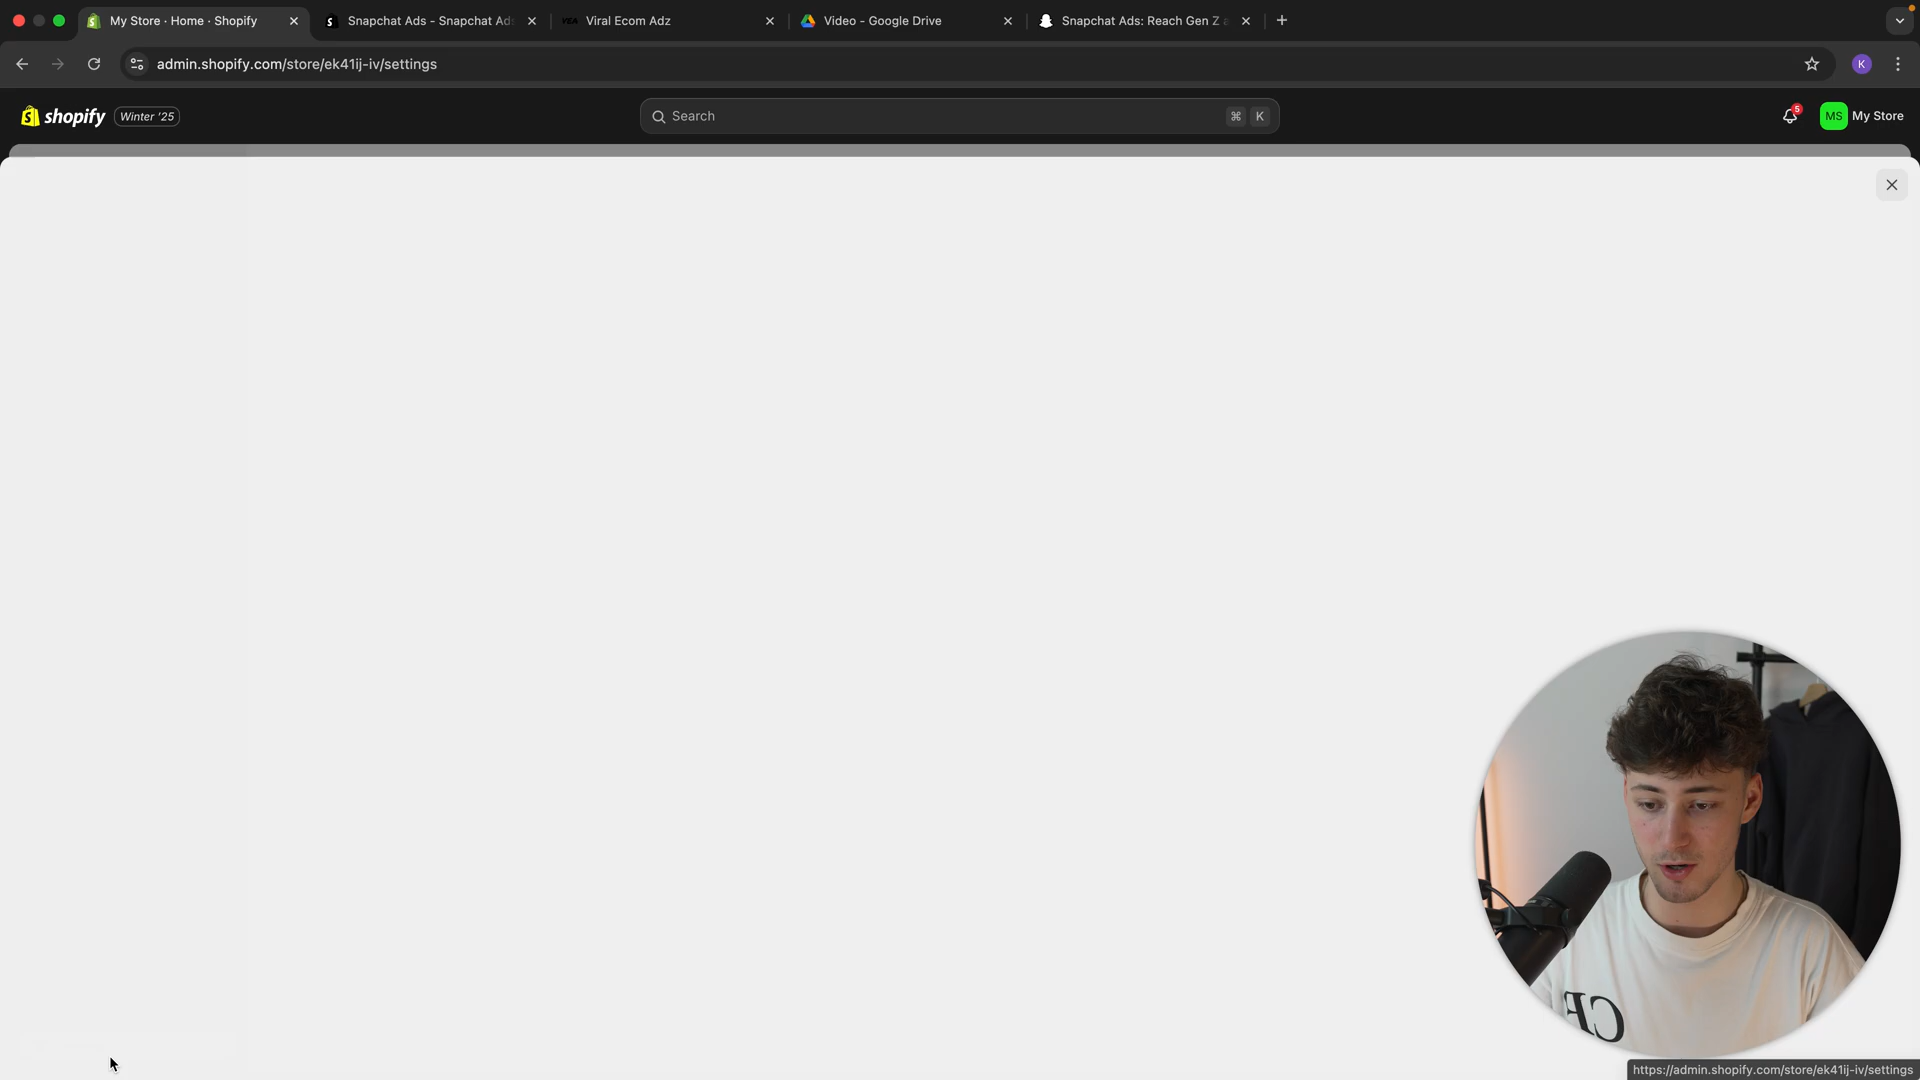 My Store · Home · Shopify
Snapchat Ads - Snapchat Ads
Viral Ecom Adz
Video - Google Drive
Snapchat Ads: Reach Gen Z a
admin.shopify.com/store/ek41ij-iv/settings
K
shopify
Winter '25
Search
⌘ K
5
MS
My Store
https://admin.shopify.com/store/ek41ij-iv/settings